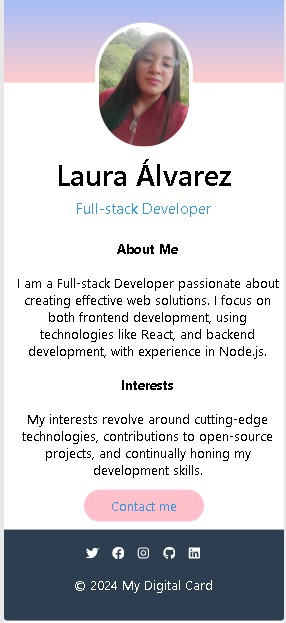 Laura Álvarez
Full-stack Developer
About Me
I am a Full-stack Developer passionate about
creating effective web solutions. I focus on
both frontend development, using
technologies like React, and backend
development, with experience in Node.js.
Interests
My interests revolve around cutting-edge
technologies, contributions to open-source
projects, and continually honing my
development skills.
Contact me
© 2024 My Digital Card